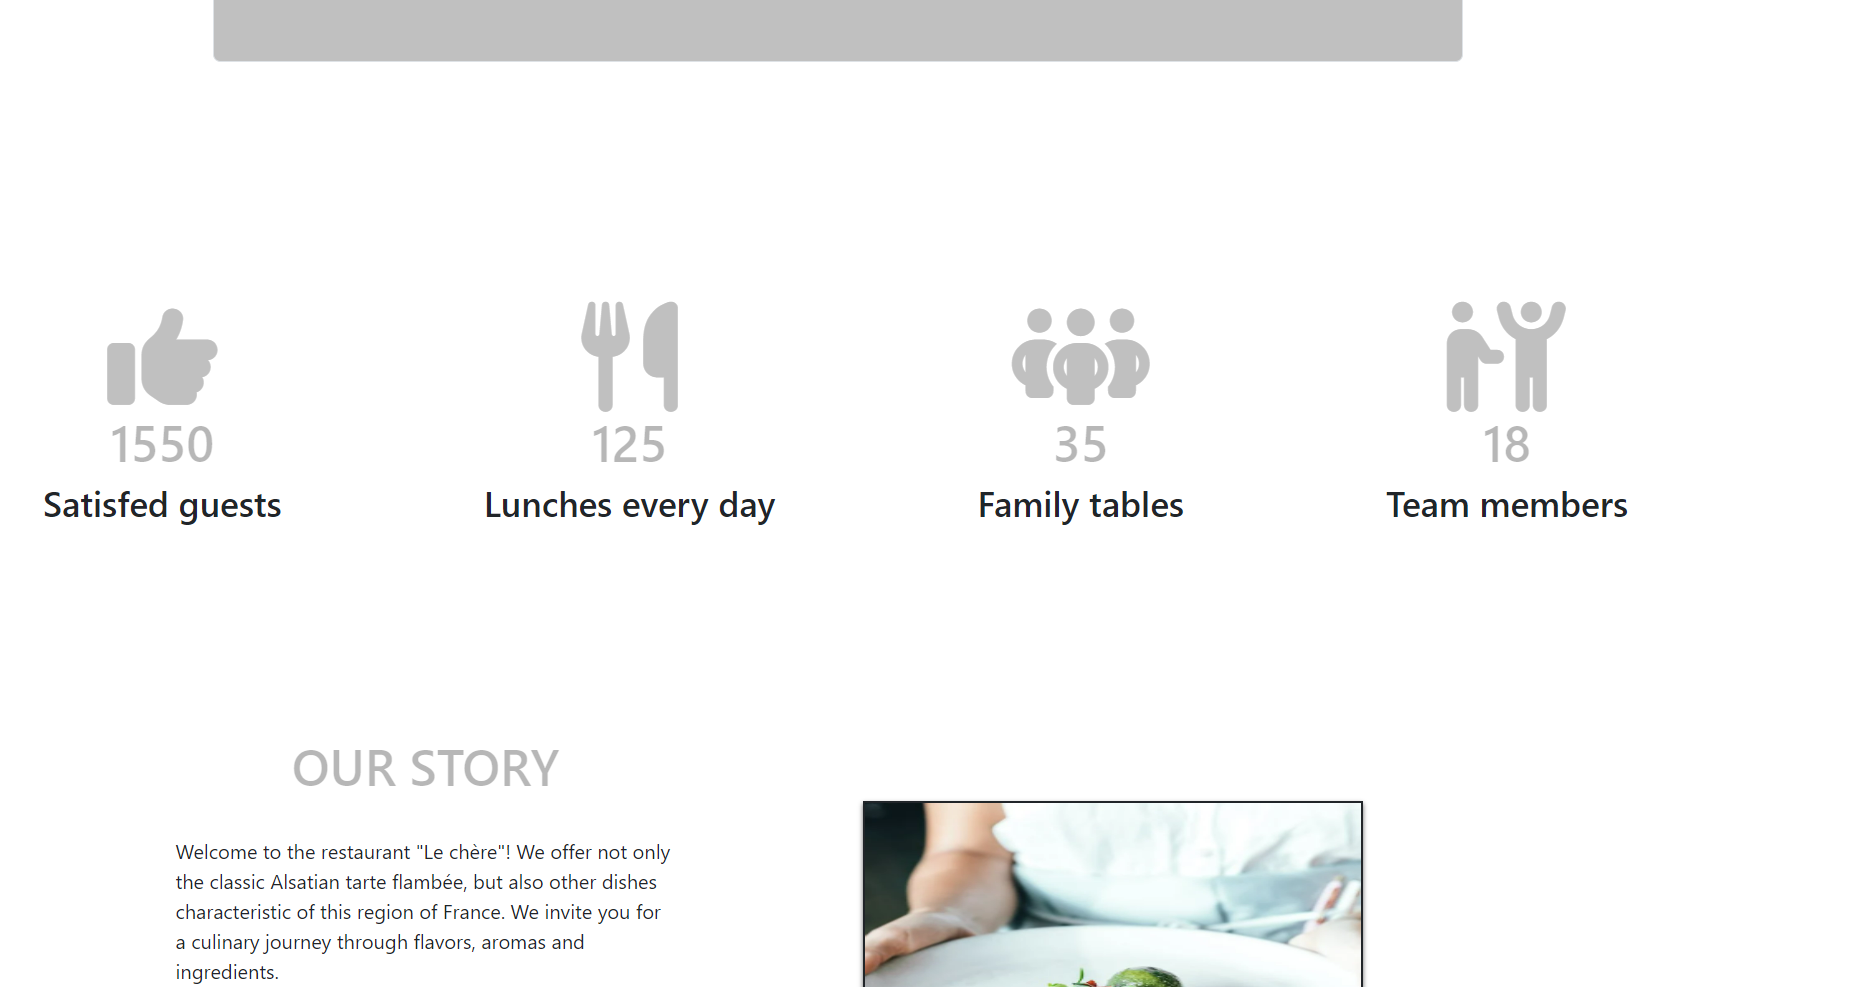 1550
125
35
18
Satisfed guests
Lunches every day
Family tables
Team members
OUR STORY
Welcome to the restaurant "Le chère"! We offer not only
the classic Alsatian tarte flambée, but also other dishes
characteristic of this region of France. We invite you for
a culinary journey through flavors, aromas and
ingredients.